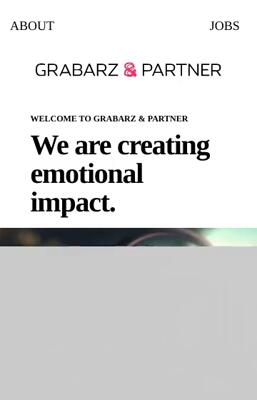 ABOUT JOBS
GRABARZ & PARTNER
WELCOME TO GRABARZ & PARTNER
We are creating
emotional
impact.